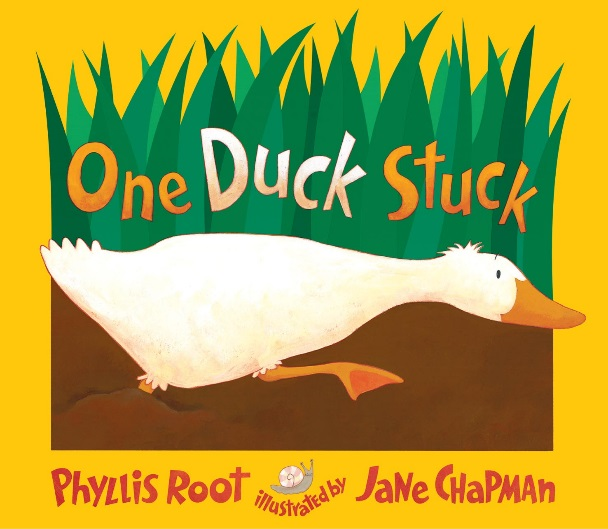 One Duck Stuck
Phyllis Root illustrated by Jane Chapman